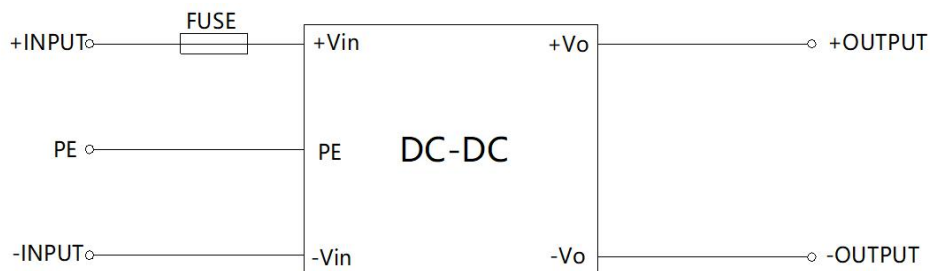 FUSE
+INPUT +Vin +Vo +OUTPUT
PE PE DC-DC
-INPUT -Vin -Vo -OUTPUT